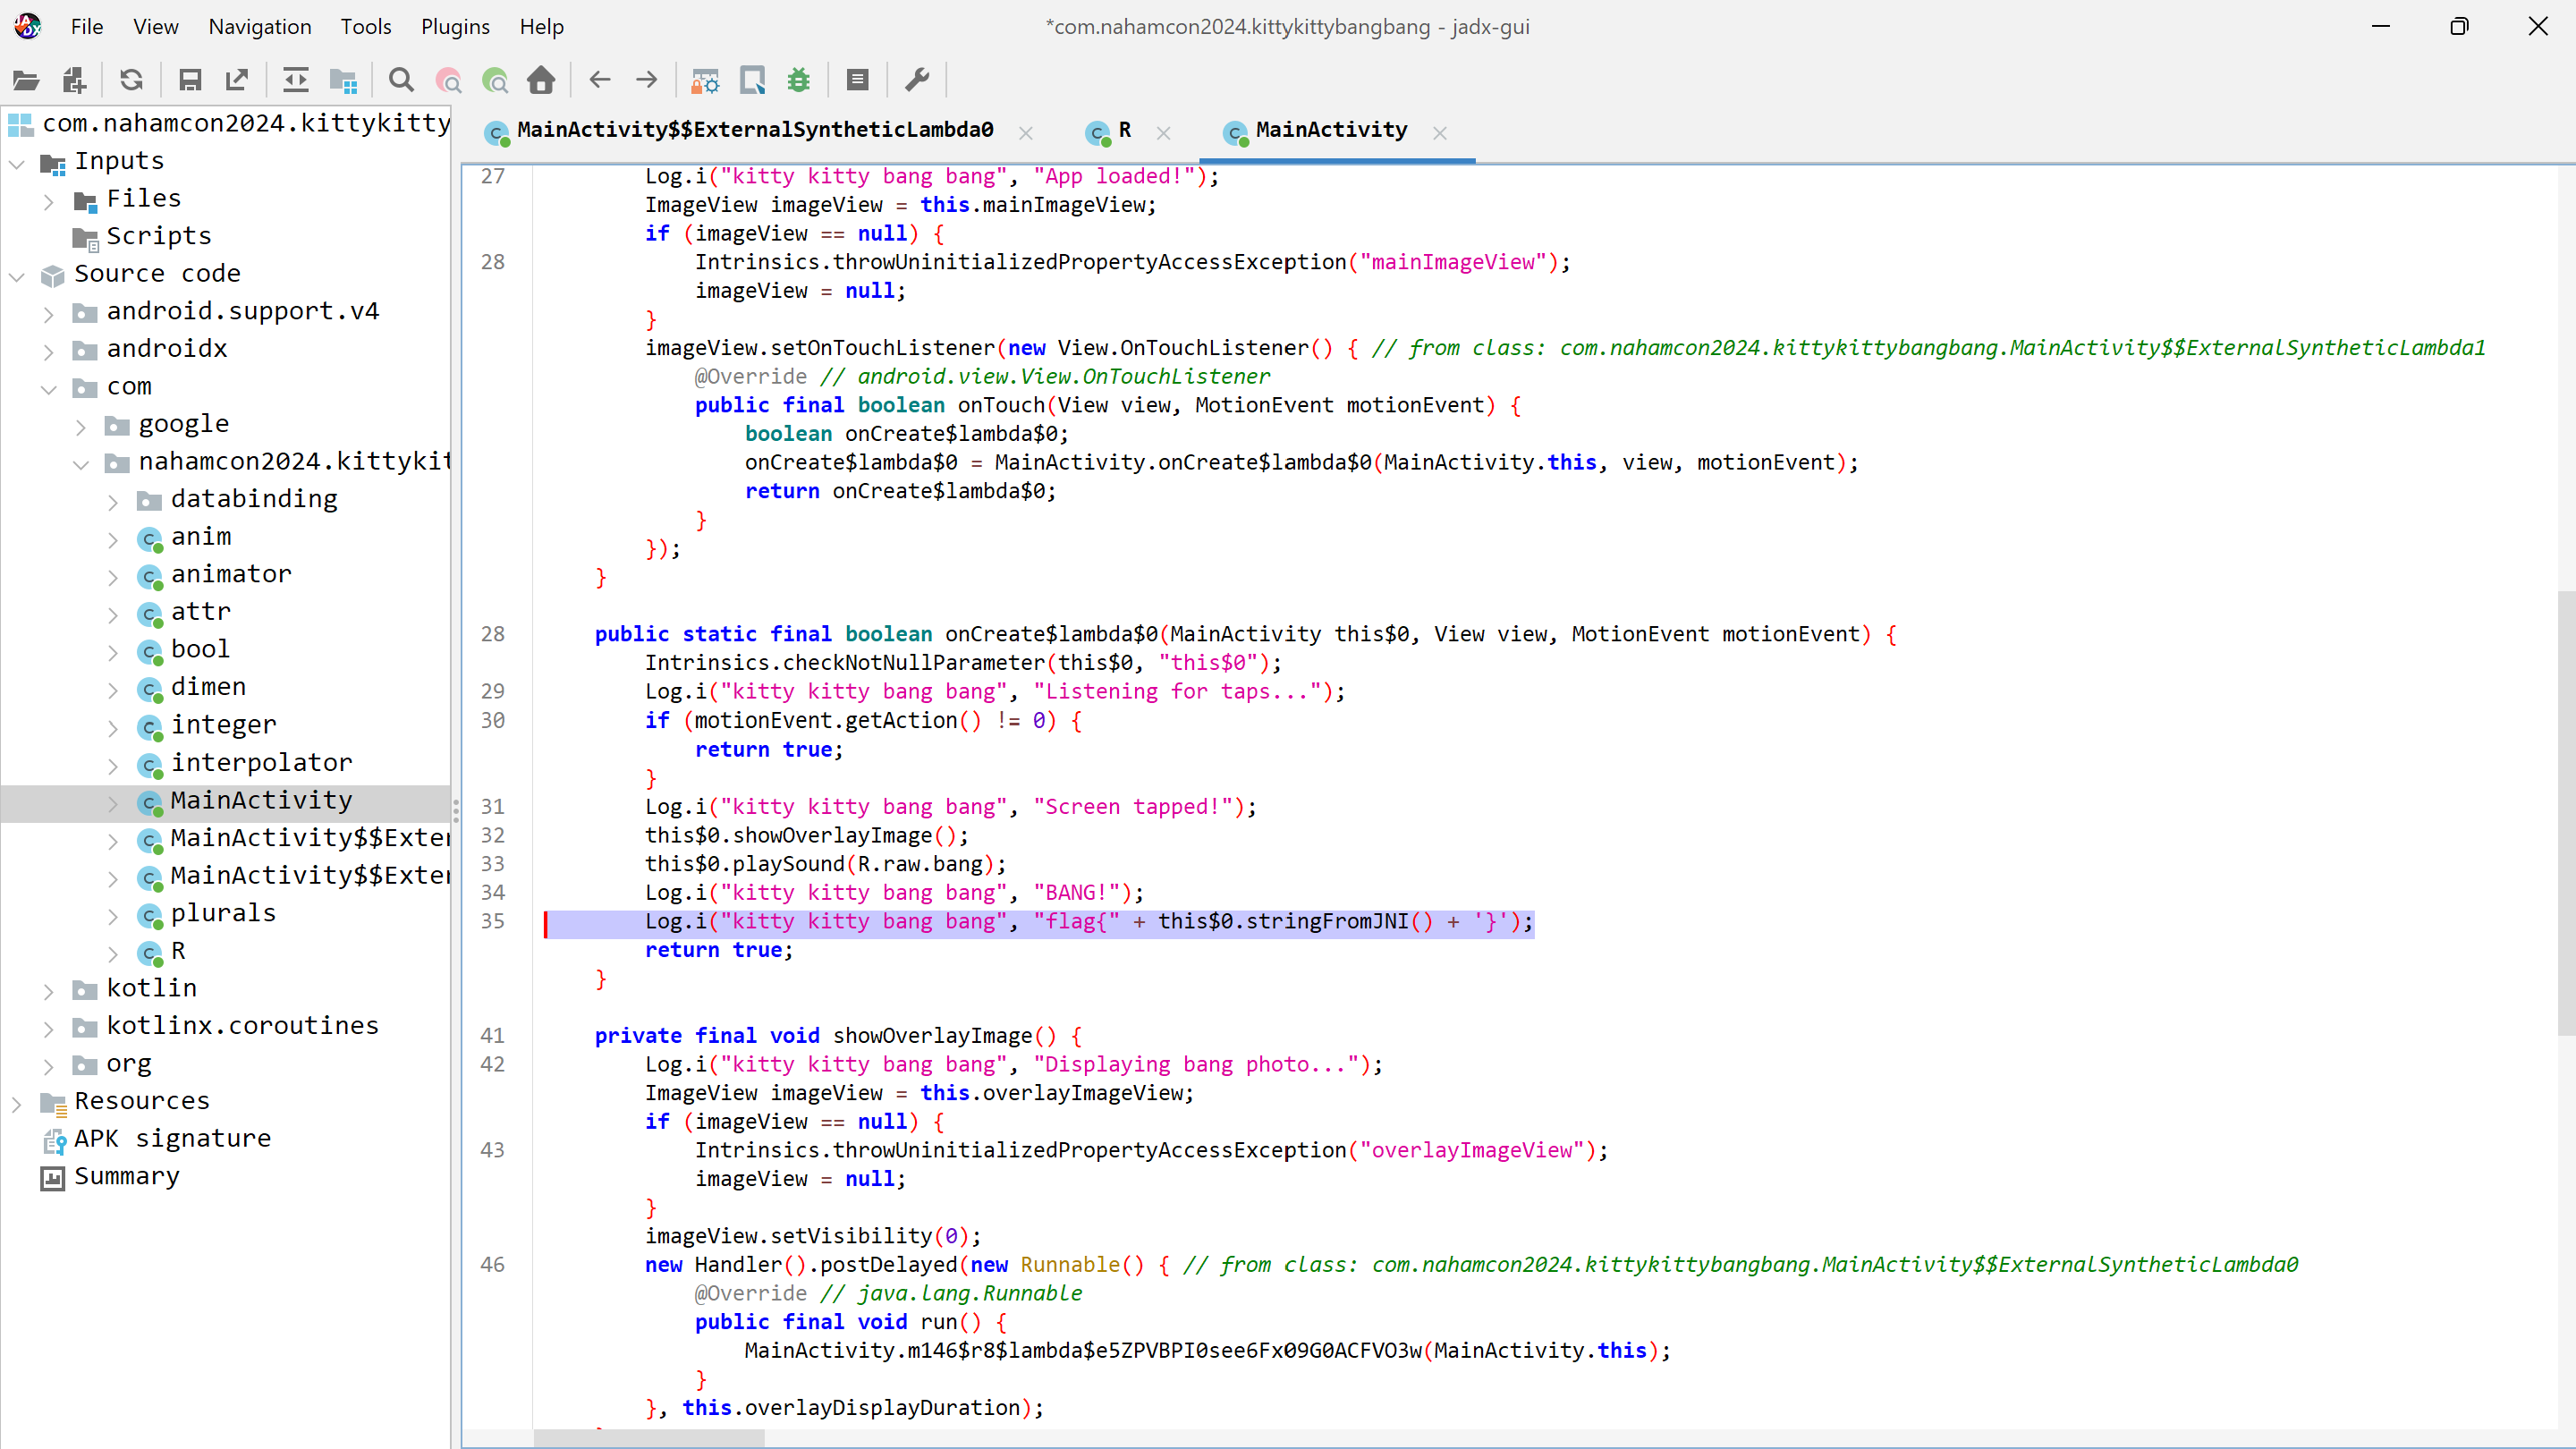 File View Navigation Tools Plugins Help
*com.nahamcon2024.kittykittybangbang - jadx-gui
com.nahamcon2024.kittykitty
Inputs
Files
Scripts
Source code
android.support.v4
androidx
com
google
nahamcon2024.kittykit
databinding
anim
animator
attr
bool
dimen
integer
interpolator
MainActivity
MainActivity$$Exter
MainActivity$$Exter
plurals
R
kotlin
kotlinx.coroutines
org
Resources
APK signature
Summary
MainActivity$$ExternalSyntheticLambda0 R MainActivity
27 Log.i("kitty kitty bang bang", "App loaded!");
ImageView imageView = this.mainImageView;
if (imageView == null) {
28 Intrinsics.throwUninitializedPropertyAccessException("mainImageView");
imageView = null;
}
imageView.setOnTouchListener(new View.OnTouchListener() { // from class: com.nahamcon2024.kittykittybangbang.MainActivity$$ExternalSyntheticLambda1
@Override // android.view.View.OnTouchListener
public final boolean onTouch(View view, MotionEvent motionEvent) {
boolean onCreate$lambda$0;
onCreate$lambda$0 = MainActivity.onCreate$lambda$0(MainActivity.this, view, motionEvent);
return onCreate$lambda$0;
}
});
}
28 public static final boolean onCreate$lambda$0(MainActivity this$0, View view, MotionEvent motionEvent) {
Intrinsics.checkNotNullParameter(this$0, "this$0");
29 Log.i("kitty kitty bang bang", "Listening for taps...");
30 if (motionEvent.getAction() != 0) {
return true;
}
31 Log.i("kitty kitty bang bang", "Screen tapped!");
32 this$0.showOverlayImage();
33 this$0.playSound(R.raw.bang);
34 Log.i("kitty kitty bang bang", "BANG!");
35 Log.i("kitty kitty bang bang", "flag{" + this$0.stringFromJNI() + '}');
return true;
}
41 private final void showOverlayImage() {
42 Log.i("kitty kitty bang bang", "Displaying bang photo...");
ImageView imageView = this.overlayImageView;
if (imageView == null) {
43 Intrinsics.throwUninitializedPropertyAccessException("overlayImageView");
imageView = null;
}
imageView.setVisibility(0);
46 new Handler().postDelayed(new Runnable() { // from class: com.nahamcon2024.kittykittybangbang.MainActivity$$ExternalSyntheticLambda0
@Override // java.lang.Runnable
public final void run() {
MainActivity.m146$r8$lambda$e5ZPVBPI0see6Fx09G0ACFVO3w(MainActivity.this);
}
}, this.overlayDisplayDuration);